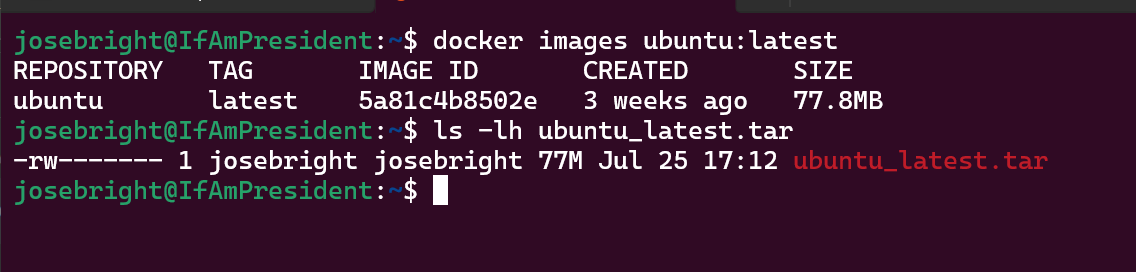 josebright@IfAmPresident:~$ docker images ubuntu:latest
REPOSITORY   TAG       IMAGE ID       CREATED       SIZE
ubuntu       latest    5a81c4b8502e   3 weeks ago   77.8MB
josebright@IfAmPresident:~$ ls -lh ubuntu_latest.tar
-rw------- 1 josebright josebright 77M Jul 25 17:12 ubuntu_latest.tar
josebright@IfAmPresident:~$